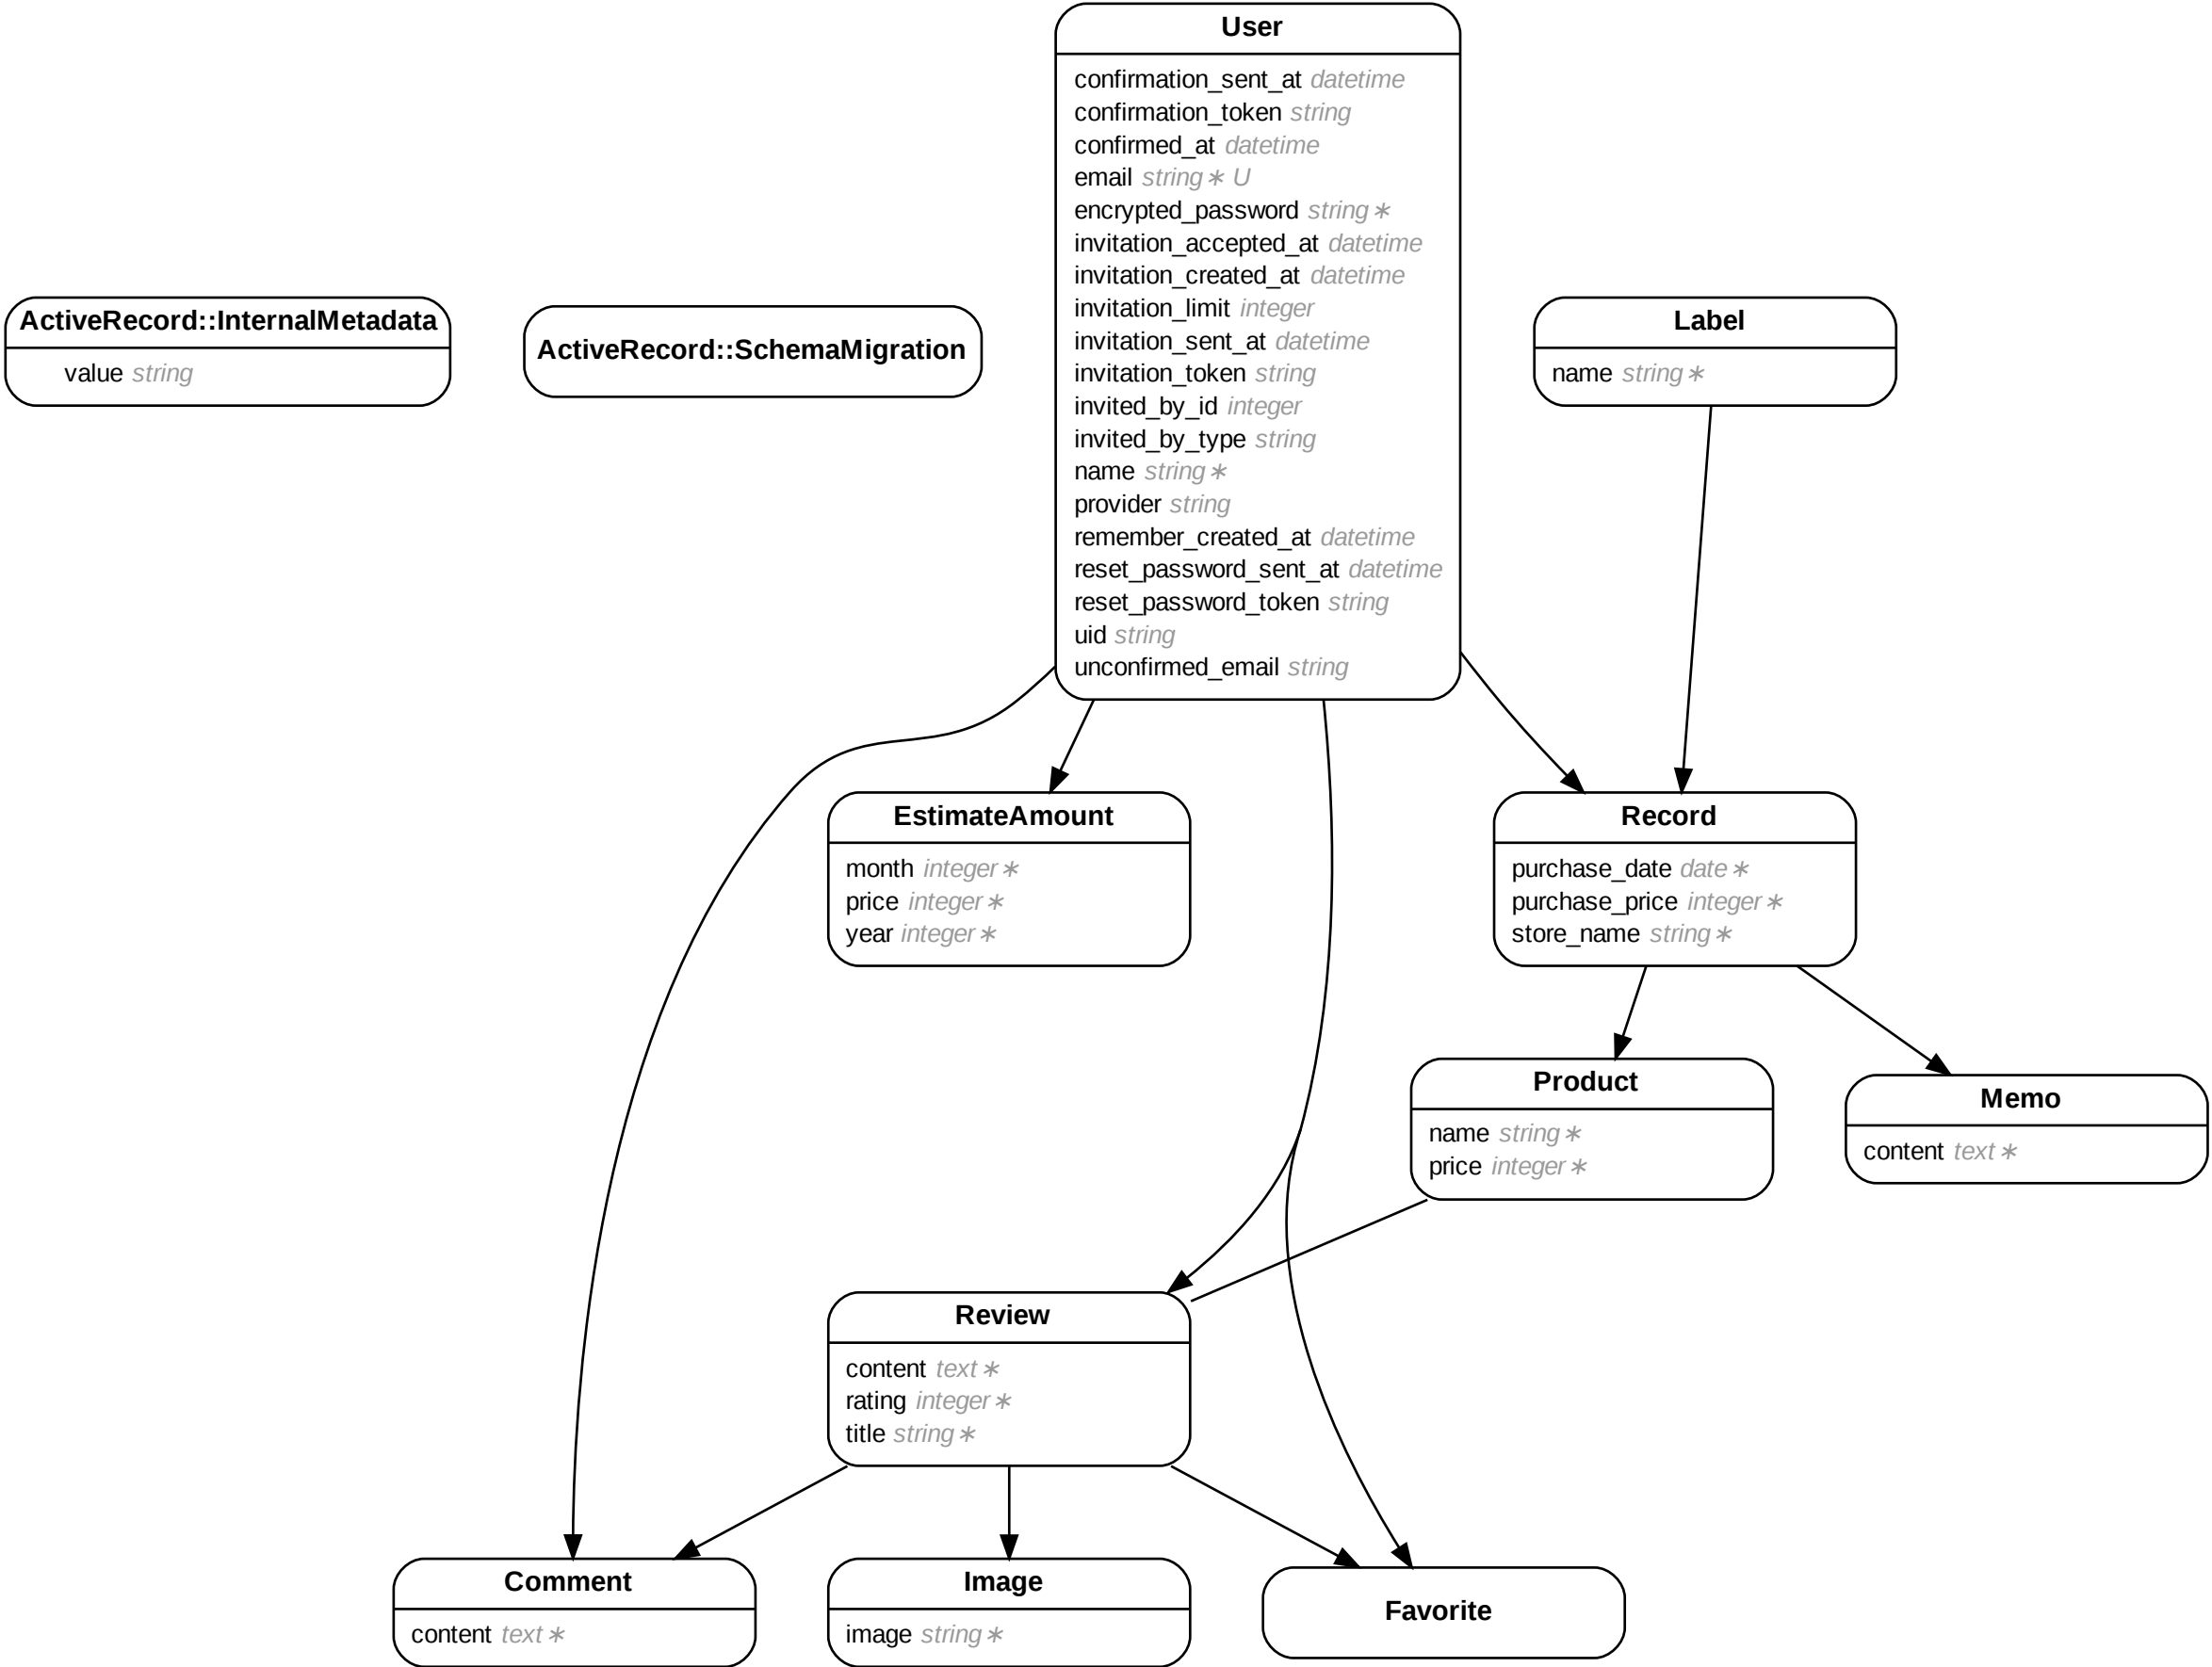 User
confirmation_sent_at datetime
confirmation_token string
confirmed_at datetime
email string∗ U
encrypted_password string∗
invitation_accepted_at datetime
invitation_created_at datetime
invitation_limit integer
invitation_sent_at datetime
invitation_token string
invited_by_id integer
invited_by_type string
name string∗
provider string
remember_created_at datetime
reset_password_sent_at datetime
reset_password_token string
uid string
unconfirmed_email string
ActiveRecord::InternalMetadata
value string
ActiveRecord::SchemaMigration
Label
name string∗
EstimateAmount
month integer∗
price integer∗
year integer∗
Record
purchase_date date∗
purchase_price integer∗
store_name string∗
Product
name string∗
price integer∗
Memo
content text∗
Review
content text∗
rating integer∗
title string∗
Comment
content text∗
Image
image string∗
Favorite